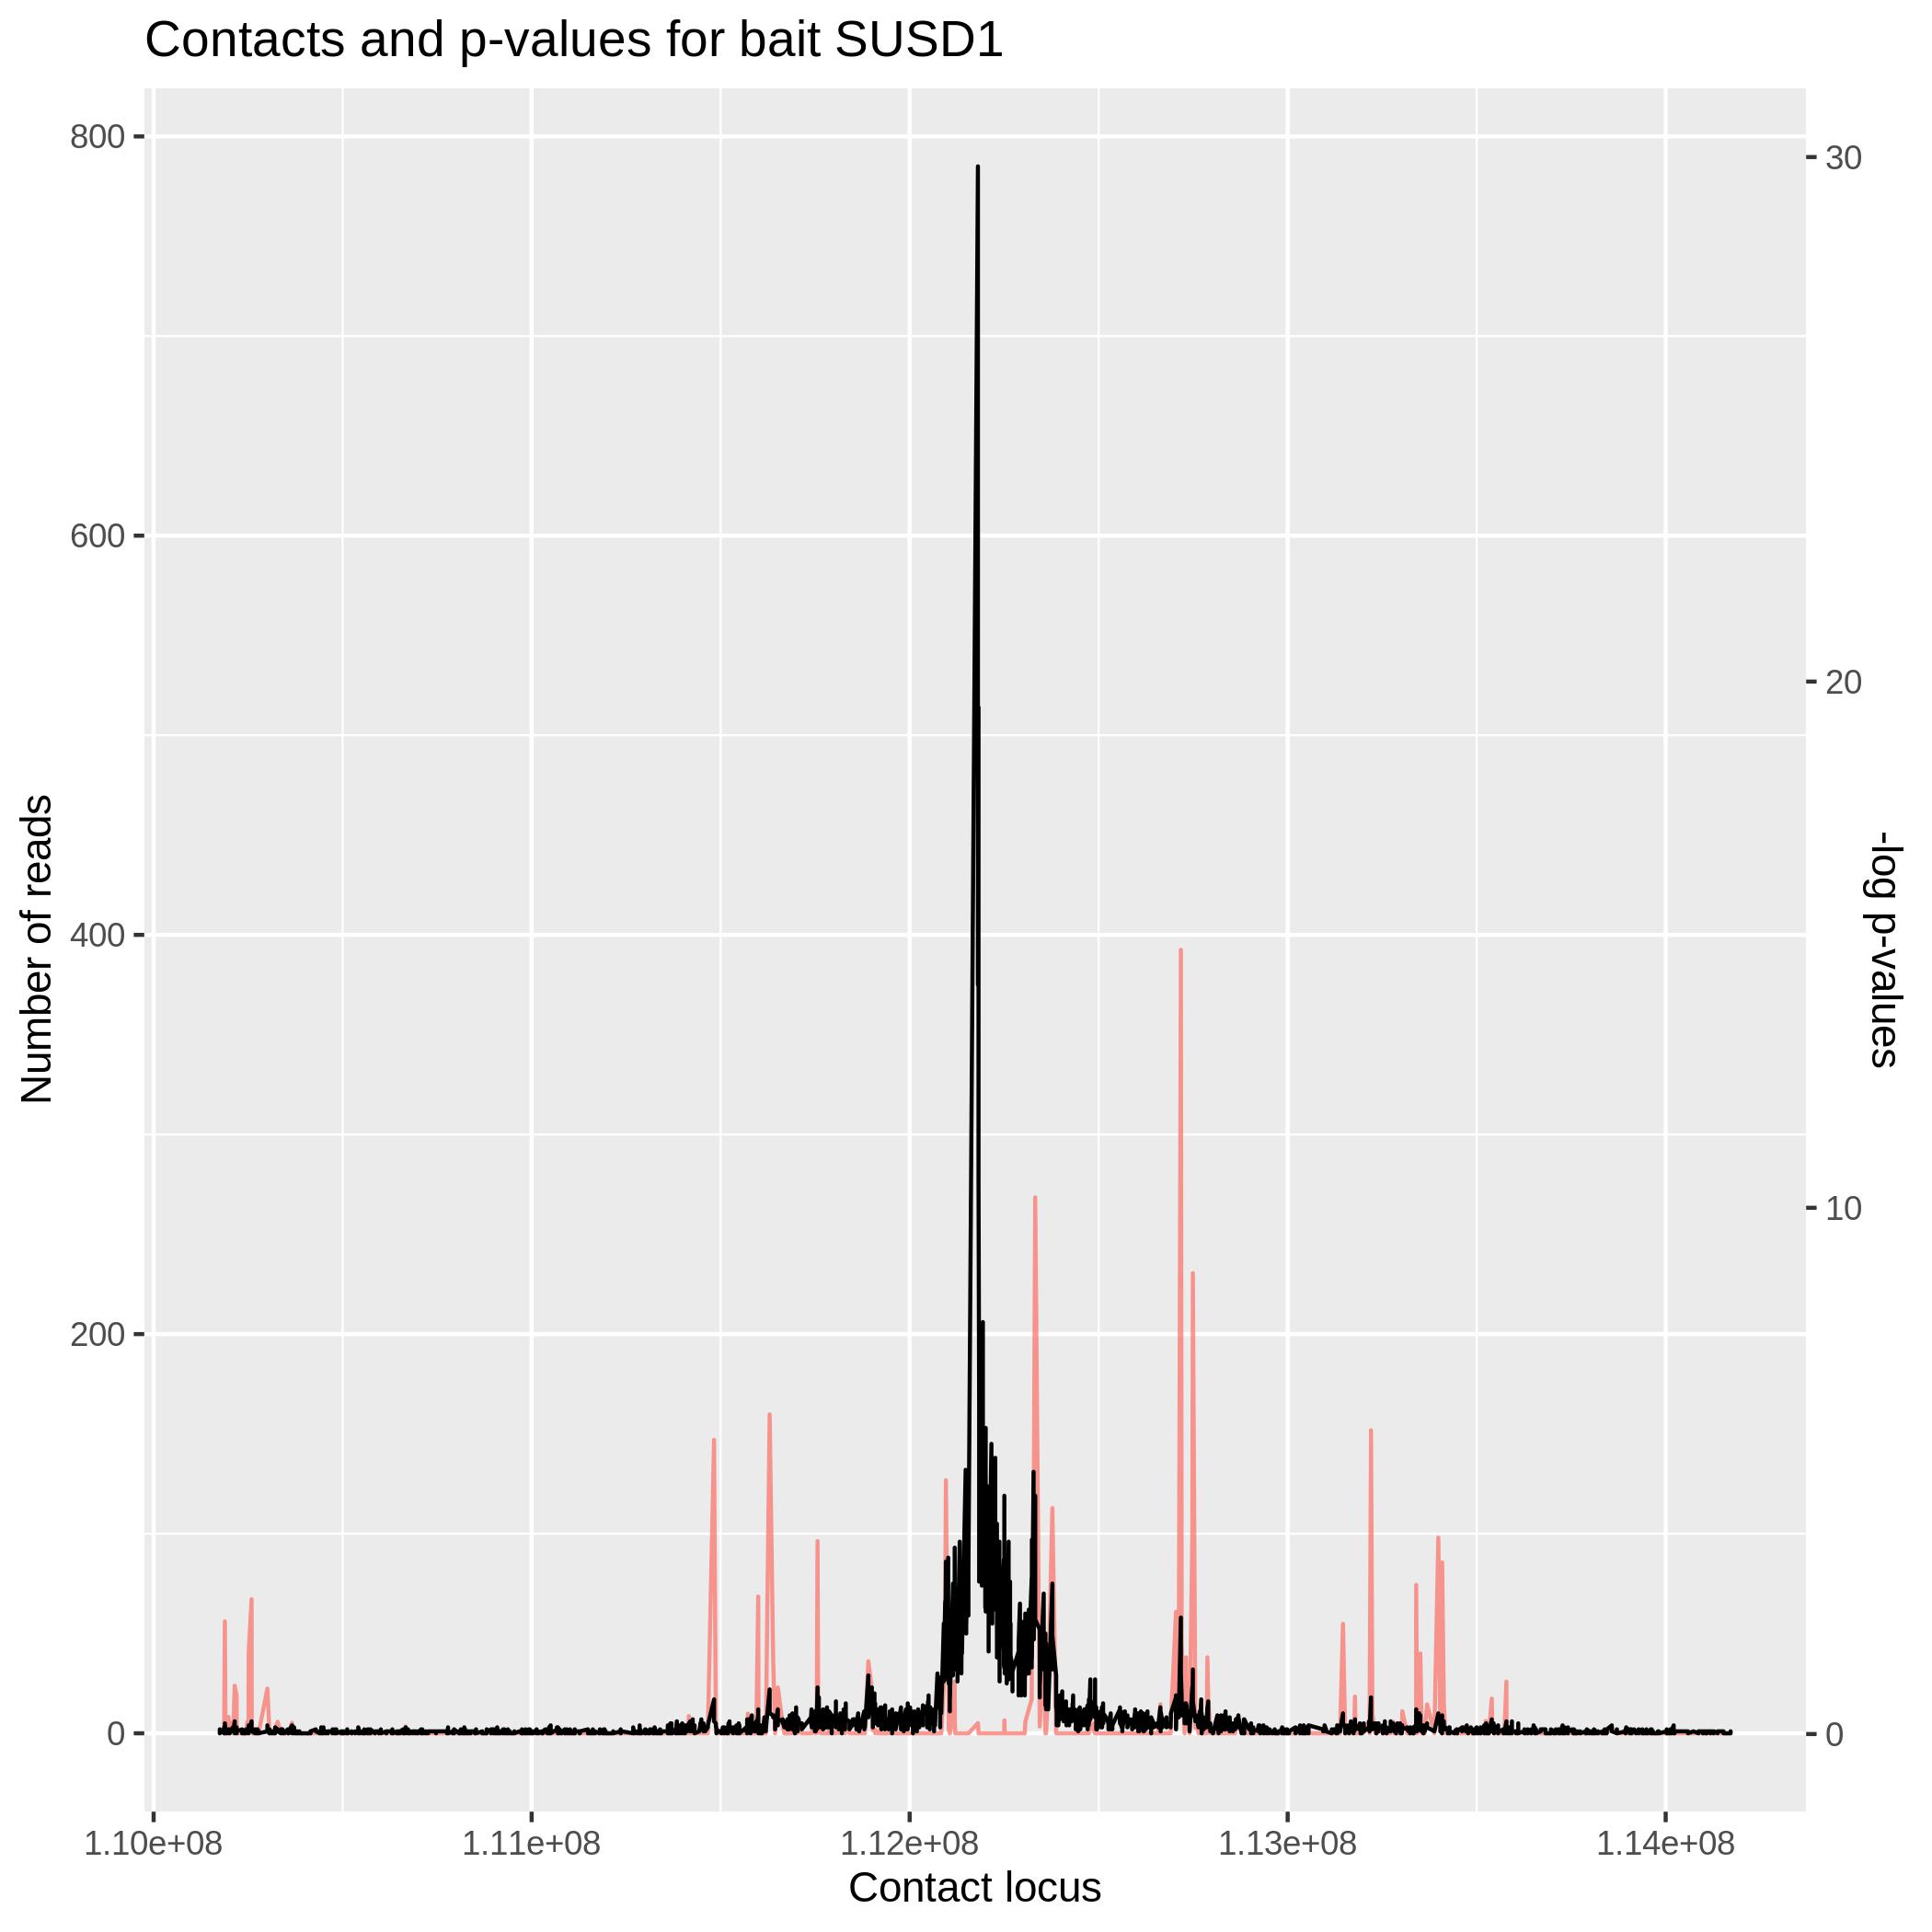 Contacts and p-values for bait SUSD1
800
600
400
200
0
Number of reads
30
20
10
0
-log p-values
1.10e+08
1.11e+08
1.12e+08
1.13e+08
1.14e+08
Contact locus